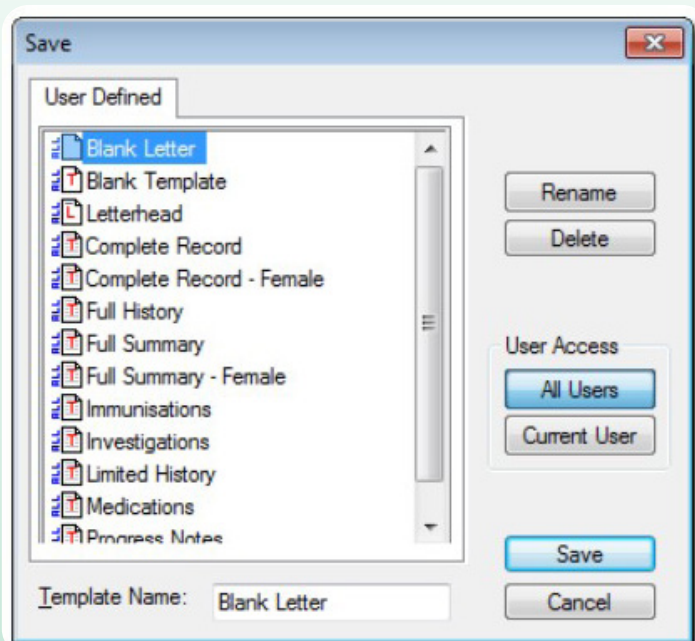 Save
User Defined
Blank Letter
Blank Template
Letterhead
Complete Record
Complete Record - Female
Full History
Full Summary
Full Summary - Female
Immunisations
Investigations
Limited History
Medications
Progress Notes
Rename
Delete
User Access
All Users
Current User
Save
Cancel
Template Name: Blank Letter